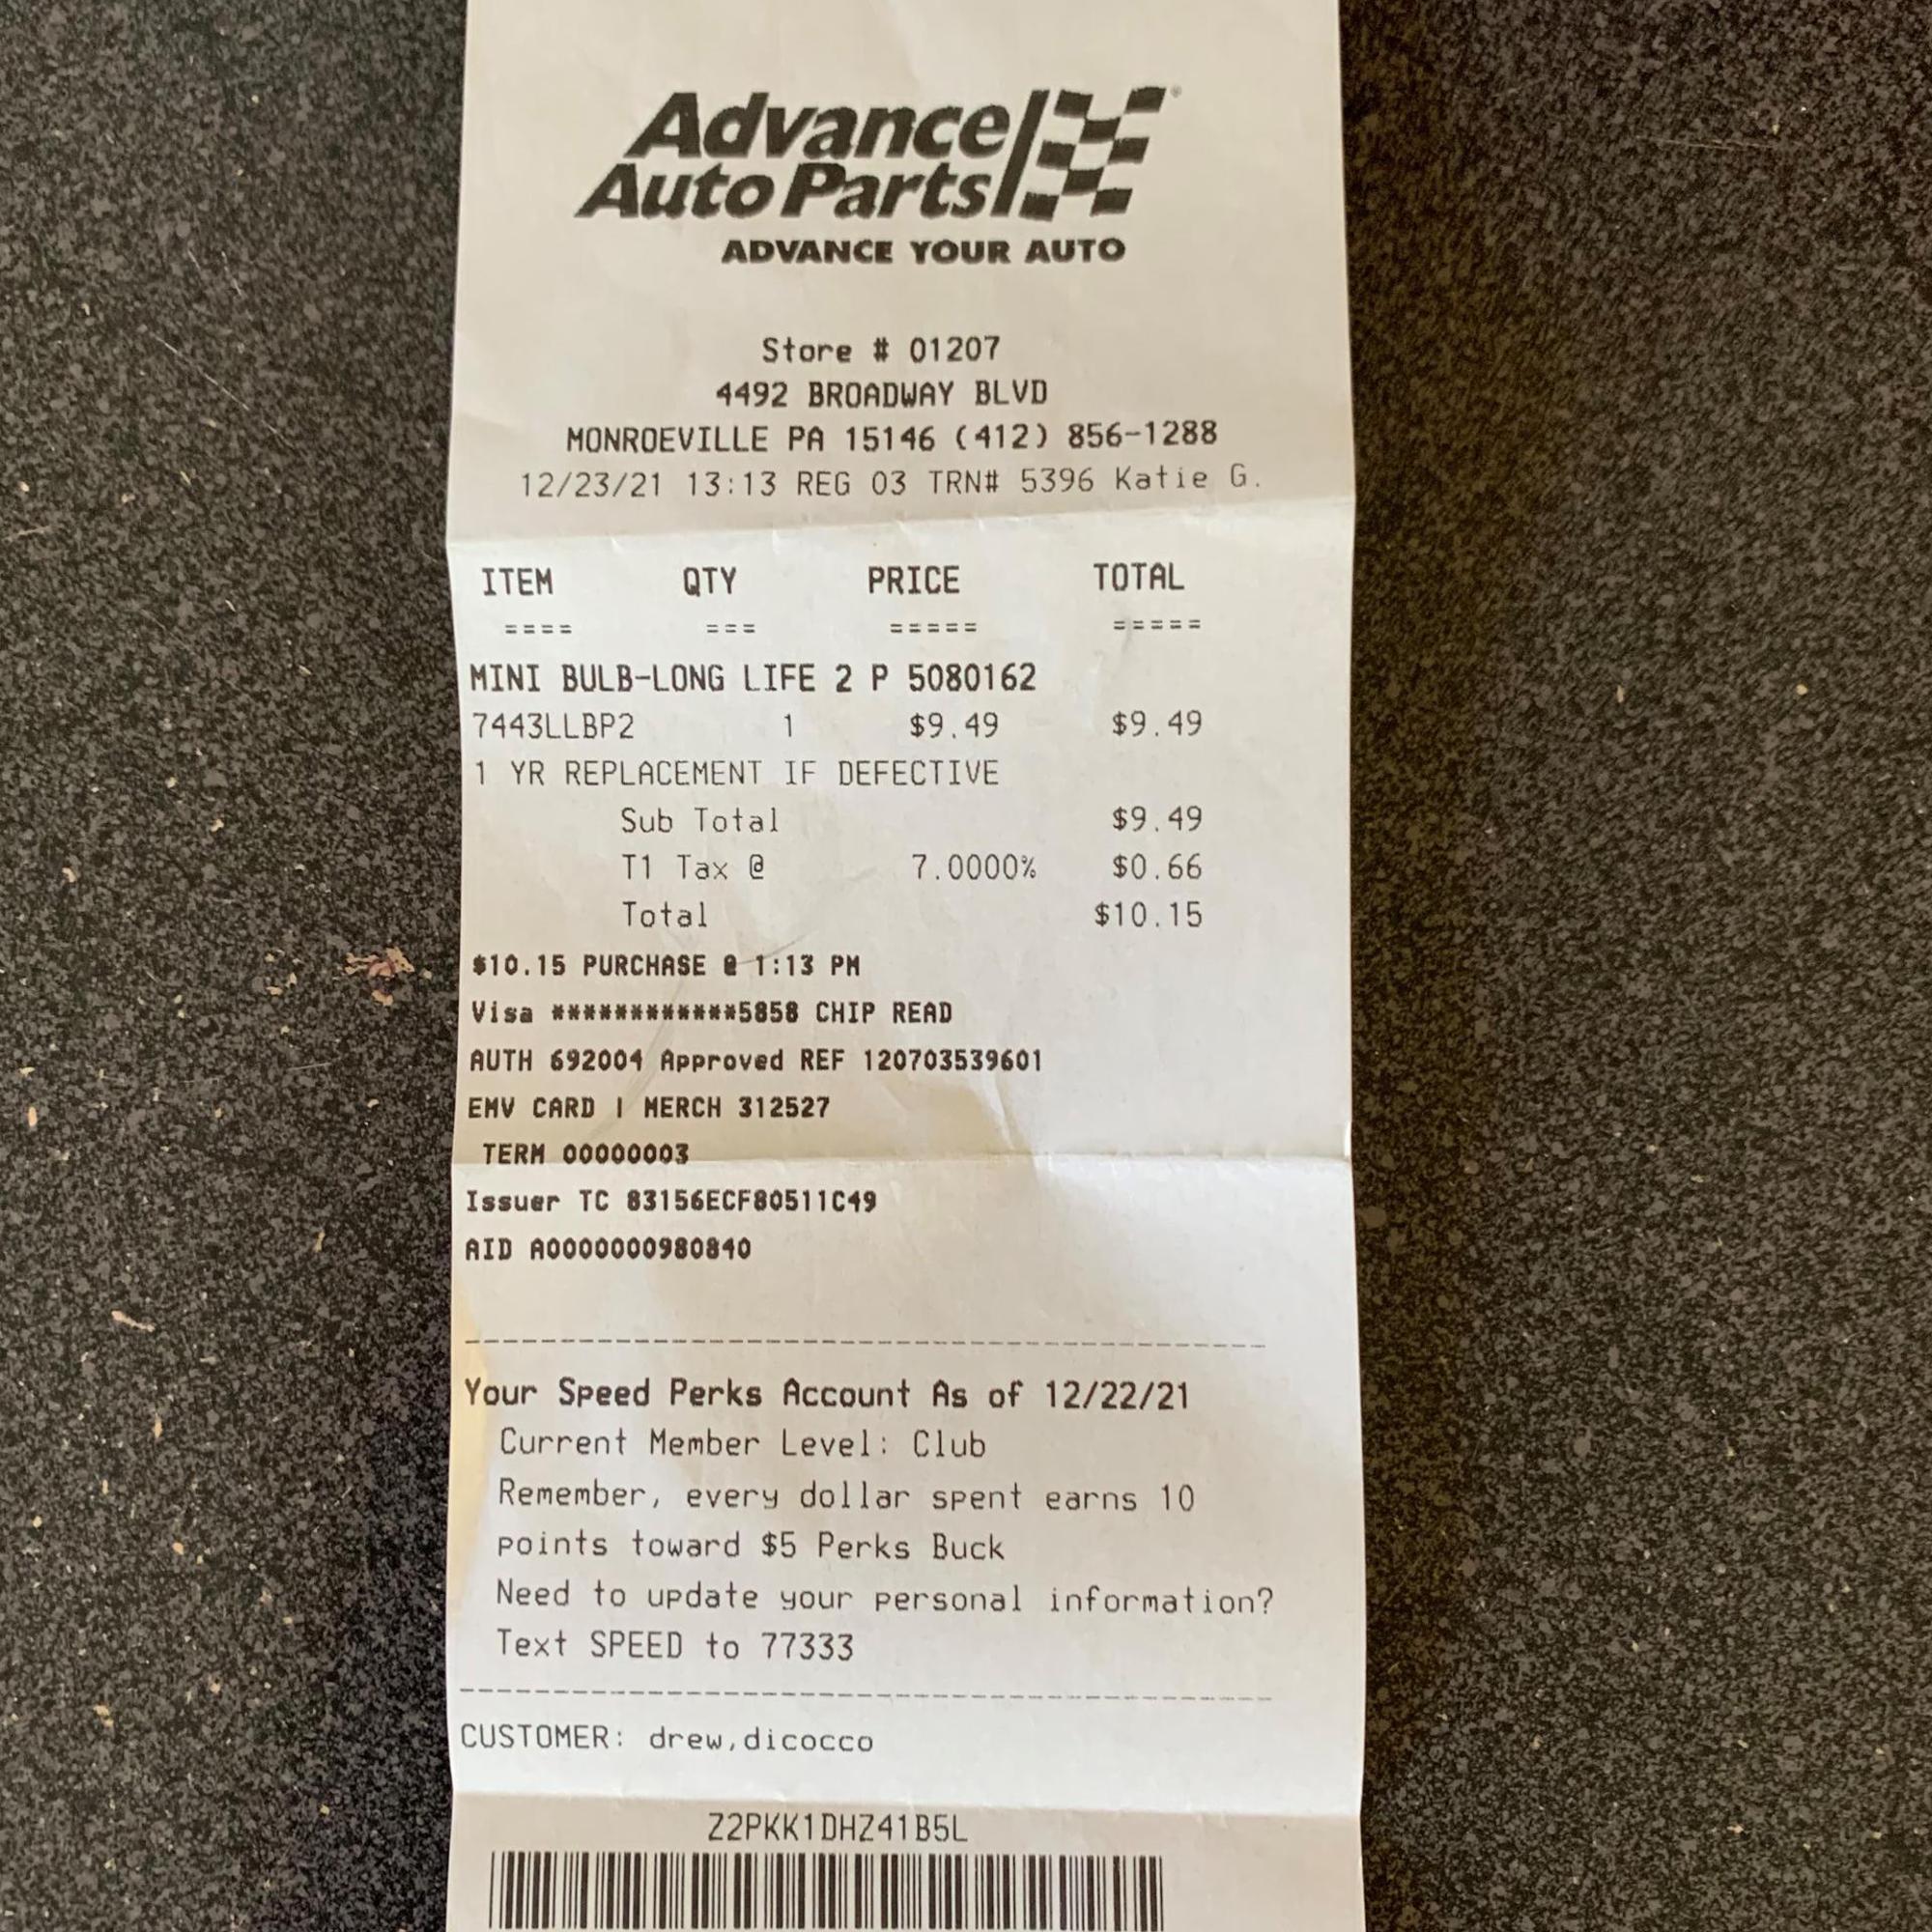 Advance
Auto Parts
ADVANCE YOUR AUTO
Store # 01207
4492 BROADWAY BLVD
MONROEVILLE PA 15146 (412) 856-1288
12/23/21 13:13 REG 03 TRN# 5396 Katie G.
ITEM QTY PRICE TOTAL
==== === ===== =====
MINI BULB-LONG LIFE 2 P 5080162
7443LLBP2 1 $9.49 $9.49
1 YR REPLACEMENT IF DEFECTIVE
Sub Total $9.49
T1 Tax @ 7.0000% $0.66
Total $10.15
$10.15 PURCHASE @ 1:13 PM
Visa ************5858 CHIP READ
AUTH 692004 Approved REF 120703539601
EMV CARD | MERCH 312527
TERM 00000003
Issuer TC 83156ECF80511C49
AID A0000000980840
Your Speed Perks Account As of 12/22/21
Current Member Level: Club
Remember, every dollar spent earns 10
points toward $5 Perks Buck
Need to update your personal information?
Text SPEED to 77333
CUSTOMER: drew,dicocco
Z2PKK1DHZ41B5L